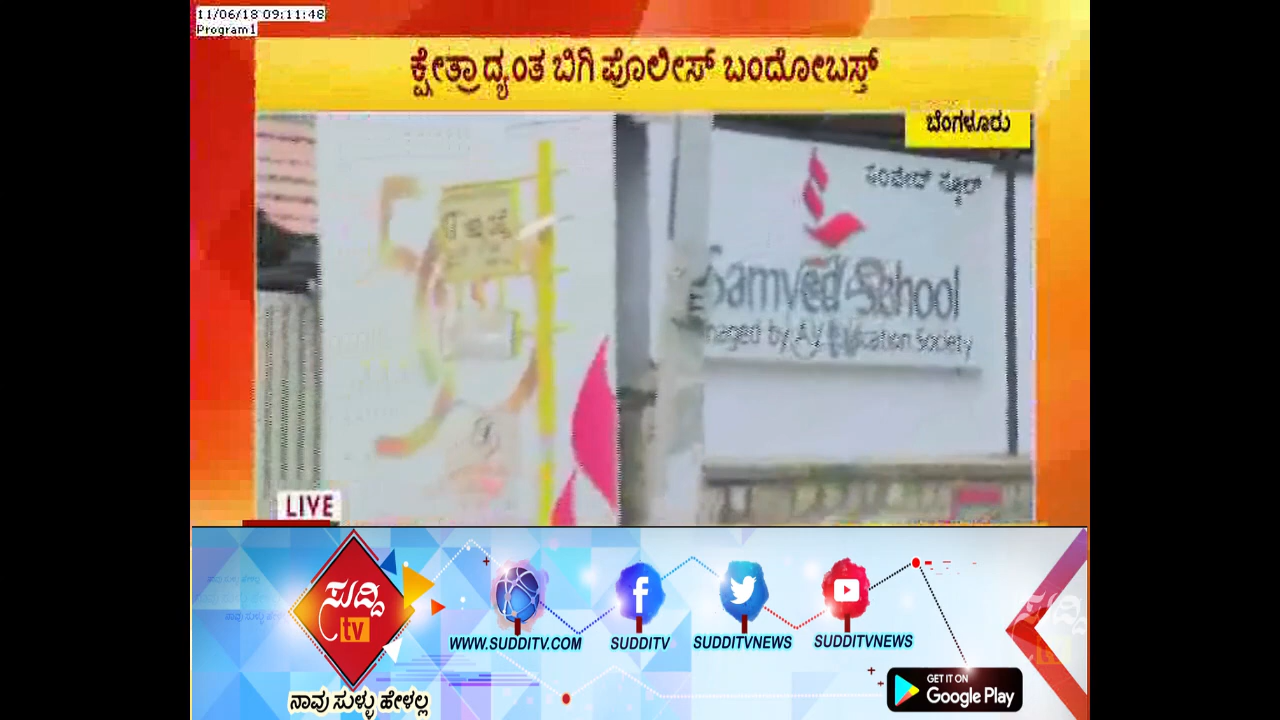 11/06/18 09:11:48
Program1
ಕ್ಷೇತ್ರಾದ್ಯಂತ ಬಿಗಿ ಪೊಲೀಸ್ ಬಂದೋಬಸ್ತ್
ಬೆಂಗಳೂರು
ಸಂವೇದ್ ಸ್ಕೂಲ್
Samved School
Society
LIVE
ಸುದ್ದಿ
tv
ನಾವು ಸುಳ್ಳು ಹೇಳಲ್ಲ
WWW.SUDDITV.COM
SUDDITV
SUDDITVNEWS
SUDDITVNEWS
GET IT ON
Google Play